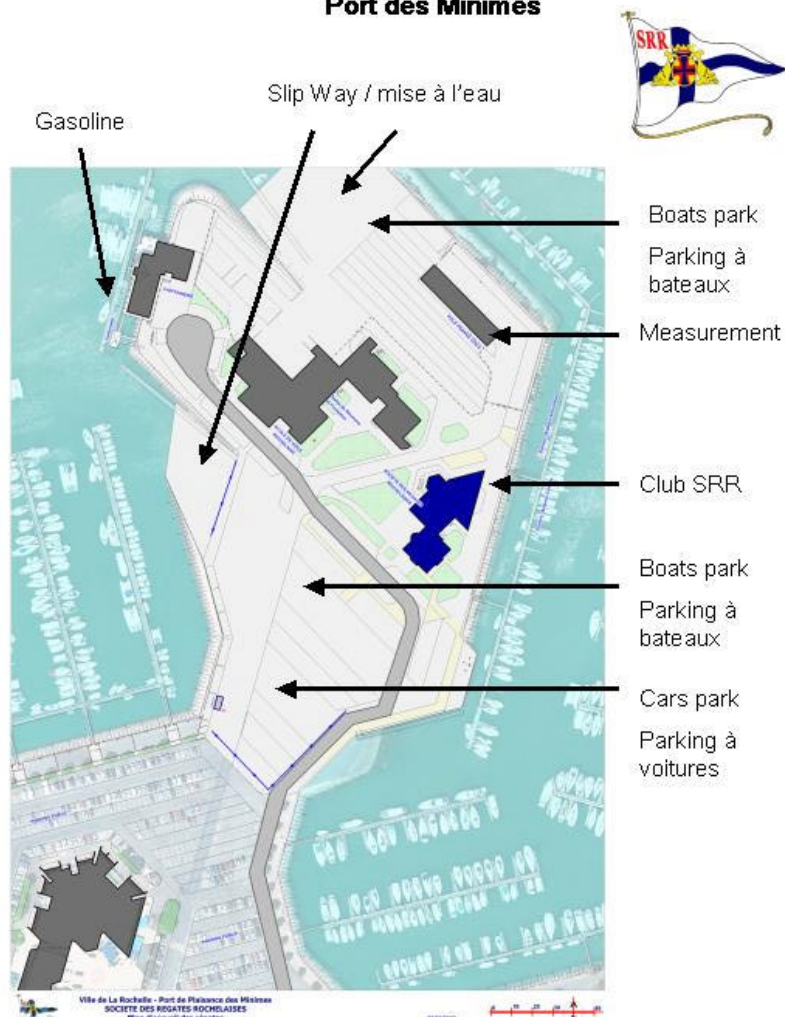 Port des Minimes
SRR
Slip Way / mise à l'eau
Gasoline
Boats park
Parking à
bateaux
Measurement
Club SRR
Boats park
Parking à
bateaux
Cars park
Parking à
voitures
Ville de La Rochelle - Port de Plaisance des Minimes
SOCIETE DES REGATES ROCHELAISES